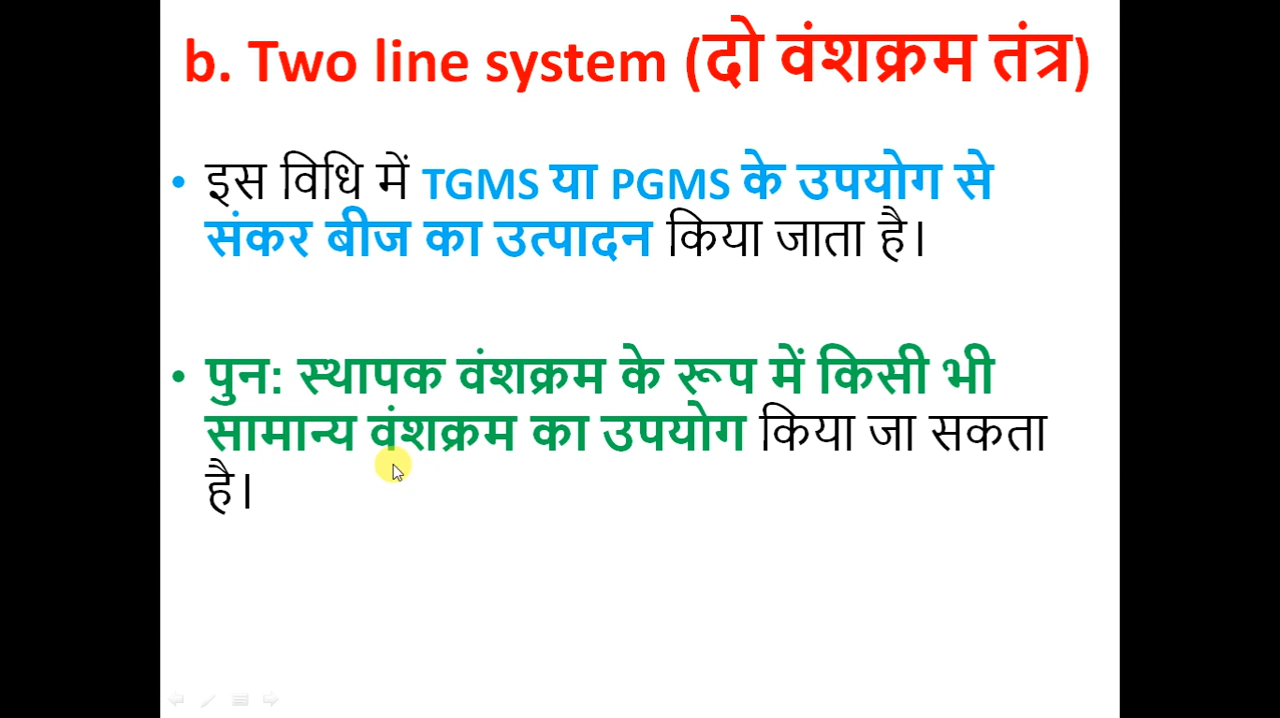 b. Two line system (दो वंशक्रम तंत्र)
• इस विधि में TGMS या PGMS के उपयोग से
संकर बीज का उत्पादन किया जाता है।
• पुन: स्थापक वंशक्रम के रूप में किसी भी
सामान्य वंशक्रम का उपयोग किया जा सकता
है।